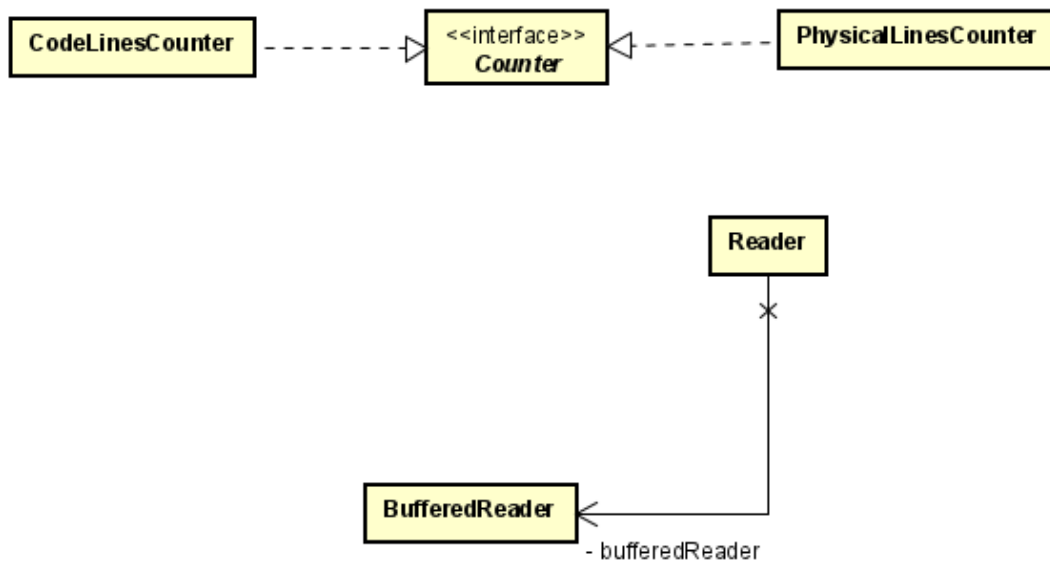 CodeLinesCounter
<<interface>>
Counter
PhysicalLinesCounter
Reader
BufferedReader
- bufferedReader